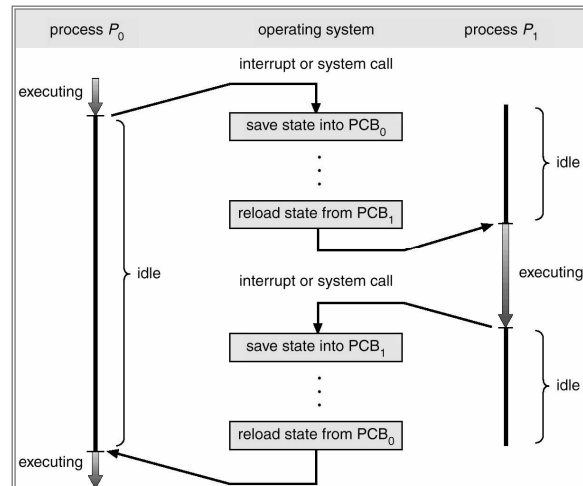 process P₀ operating system process P₁
interrupt or system call
executing
save state into PCB₀
idle
reload state from PCB₁
idle
interrupt or system call
executing
save state into PCB₁
idle
reload state from PCB₀
executing